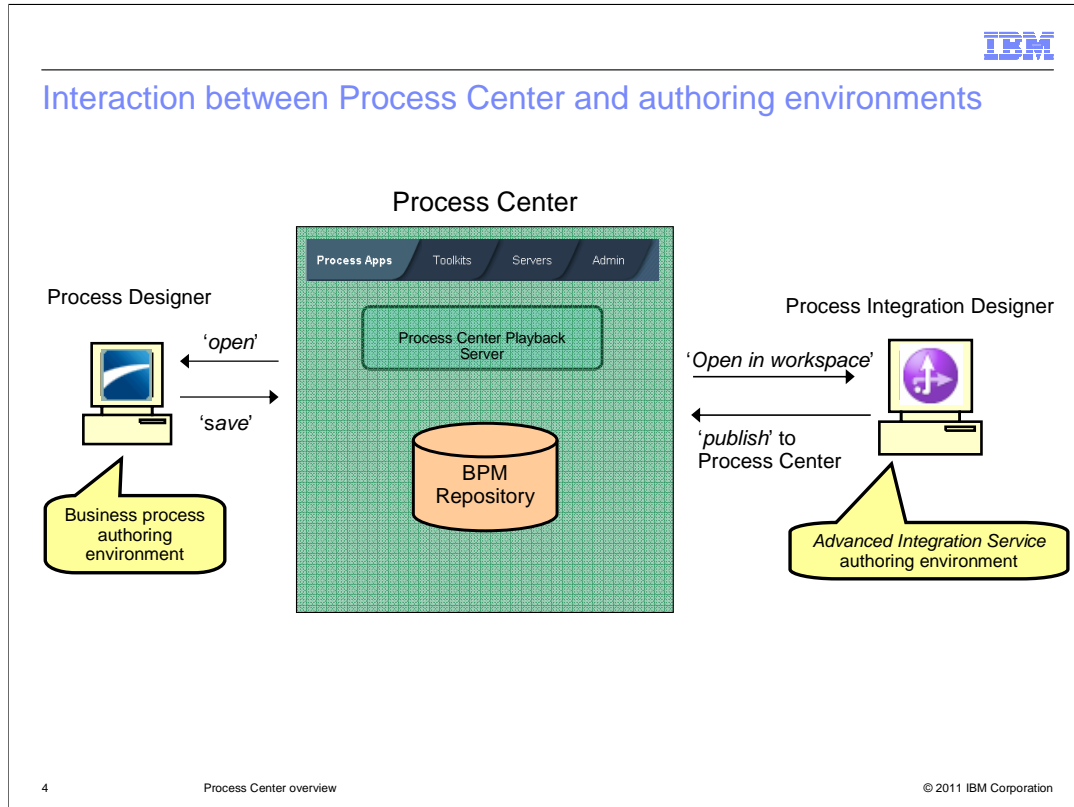 IBM
Interaction between Process Center and authoring environments
Process Center
Process Apps
Toolkits
Servers
Admin
Process Designer
Process Center Playback
Server
Process Integration Designer
‘open’
‘save’
‘Open in workspace’
‘publish’ to
Process Center
BPM
Repository
Business process
authoring
environment
Advanced Integration Service
authoring environment
4
Process Center overview
© 2011 IBM Corporation